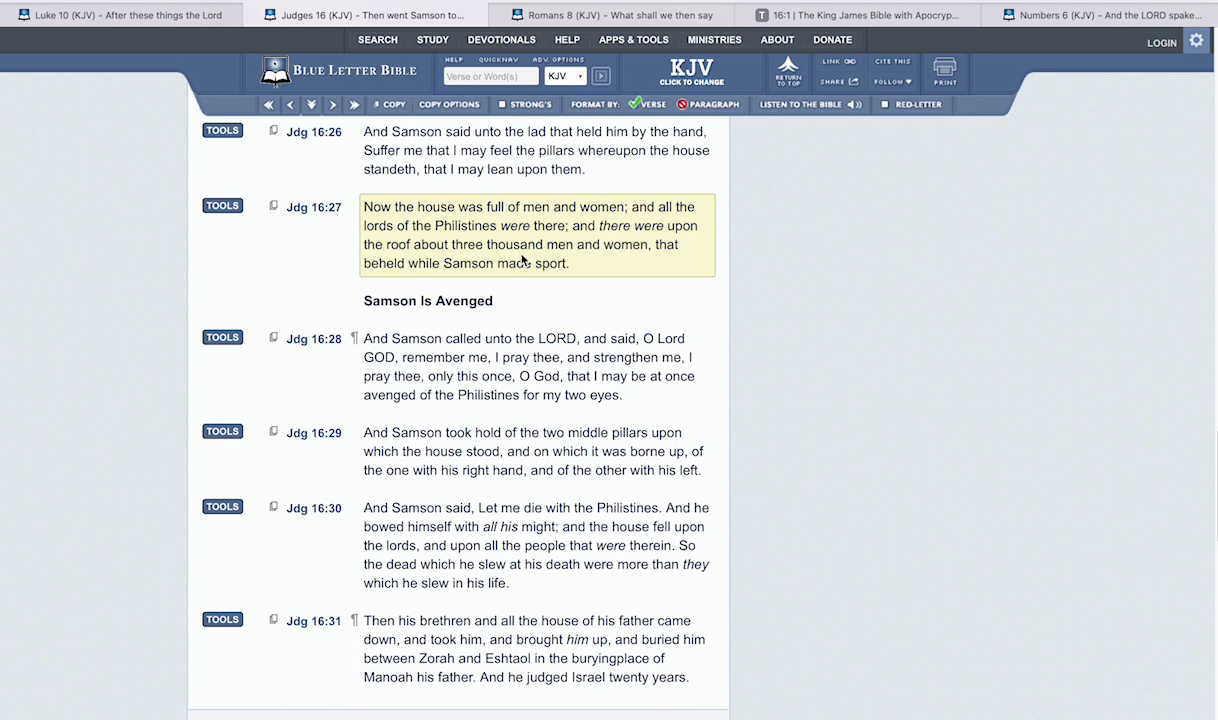 Luke 10 (KJV) - After these things the Lord
Judges 16 (KJV) - Then went Samson to...
Romans 8 (KJV) - What shall we then say
T 16:1 | The King James Bible with Apocryp...
Numbers 6 (KJV) - And the LORD spake...
SEARCH STUDY DEVOTIONALS HELP APPS & TOOLS MINISTRIES ABOUT DONATE LOGIN
BLUE LETTER BIBLE
HELP QUICKNAV ADV. OPTIONS
Verse or Word(s) KJV
KJV
CLICK TO CHANGE
RETURN
TO TOP
LINK CITE THIS
SHARE FOLLOW
PRINT
COPY COPY OPTIONS STRONG'S FORMAT BY: VERSE PARAGRAPH LISTEN TO THE BIBLE RED-LETTER
TOOLS Jdg 16:26 And Samson said unto the lad that held him by the hand,
Suffer me that I may feel the pillars whereupon the house
standeth, that I may lean upon them.
TOOLS Jdg 16:27 Now the house was full of men and women; and all the
lords of the Philistines were there; and there were upon
the roof about three thousand men and women, that
beheld while Samson made sport.
Samson Is Avenged
TOOLS Jdg 16:28 ¶ And Samson called unto the LORD, and said, O Lord
GOD, remember me, I pray thee, and strengthen me, I
pray thee, only this once, O God, that I may be at once
avenged of the Philistines for my two eyes.
TOOLS Jdg 16:29 And Samson took hold of the two middle pillars upon
which the house stood, and on which it was borne up, of
the one with his right hand, and of the other with his left.
TOOLS Jdg 16:30 And Samson said, Let me die with the Philistines. And he
bowed himself with all his might; and the house fell upon
the lords, and upon all the people that were therein. So
the dead which he slew at his death were more than they
which he slew in his life.
TOOLS Jdg 16:31 ¶ Then his brethren and all the house of his father came
down, and took him, and brought him up, and buried him
between Zorah and Eshtaol in the buryingplace of
Manoah his father. And he judged Israel twenty years.